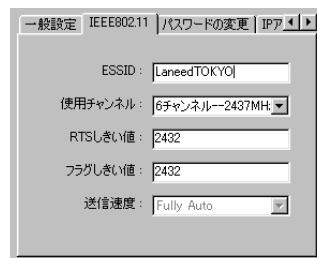 一般設定 IEEE802.11 パスワードの変更 IPア
ESSID : LaneedTOKYO
使用チャンネル : 6チャンネル--2437MH
RTSしきい値 : 2432
フラグしきい値 : 2432
送信速度 : Fully Auto